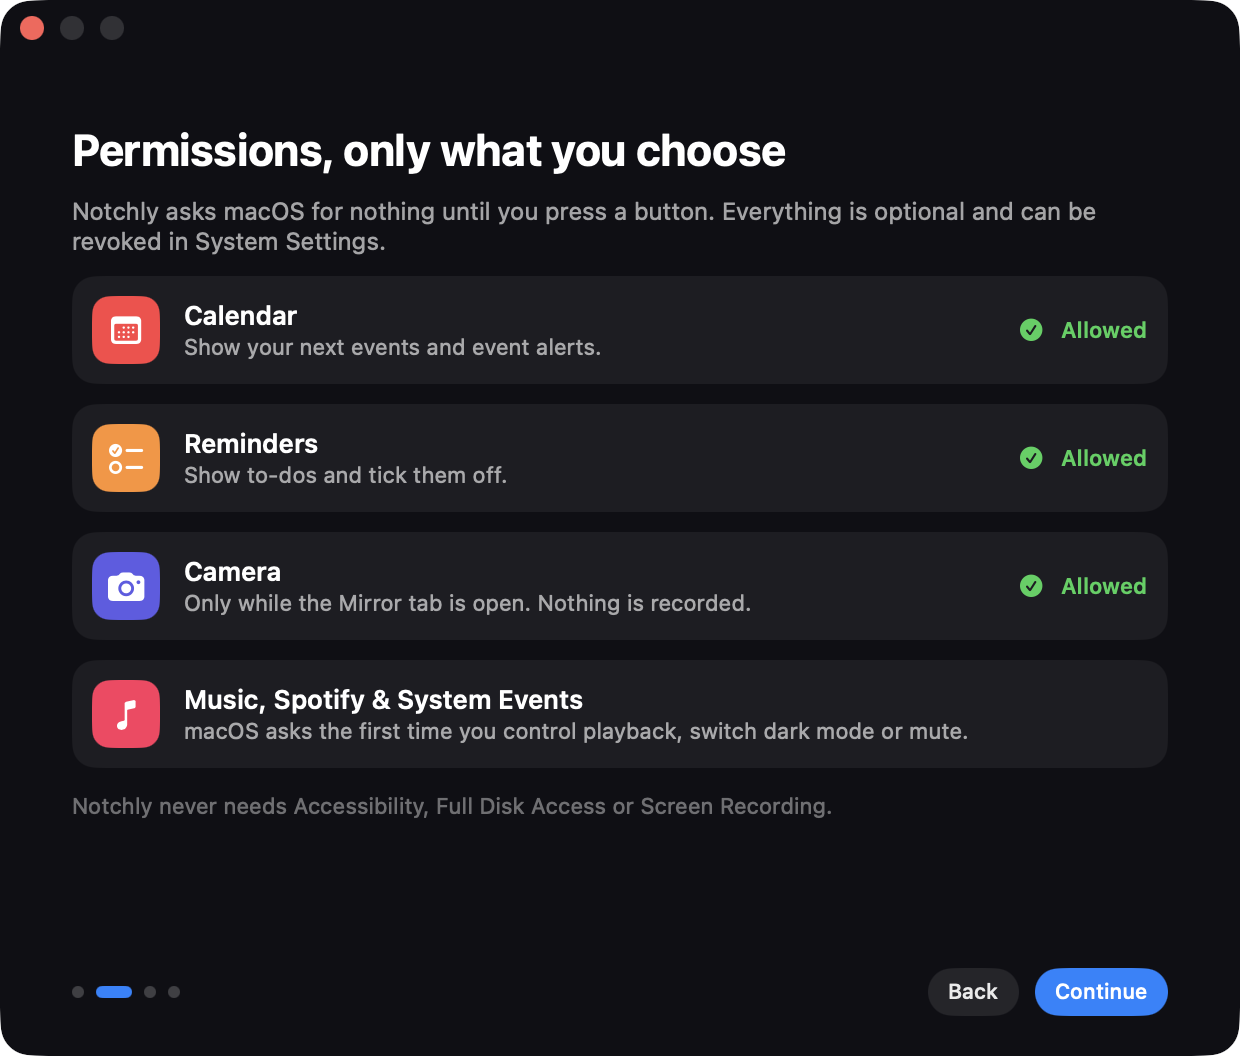 Permissions, only what you choose
Notchly asks macOS for nothing until you press a button. Everything is optional and can be
revoked in System Settings.
Calendar
Show your next events and event alerts.
Allowed
Reminders
Show to-dos and tick them off.
Allowed
Camera
Only while the Mirror tab is open. Nothing is recorded.
Allowed
Music, Spotify & System Events
macOS asks the first time you control playback, switch dark mode or mute.
Notchly never needs Accessibility, Full Disk Access or Screen Recording.
Back
Continue